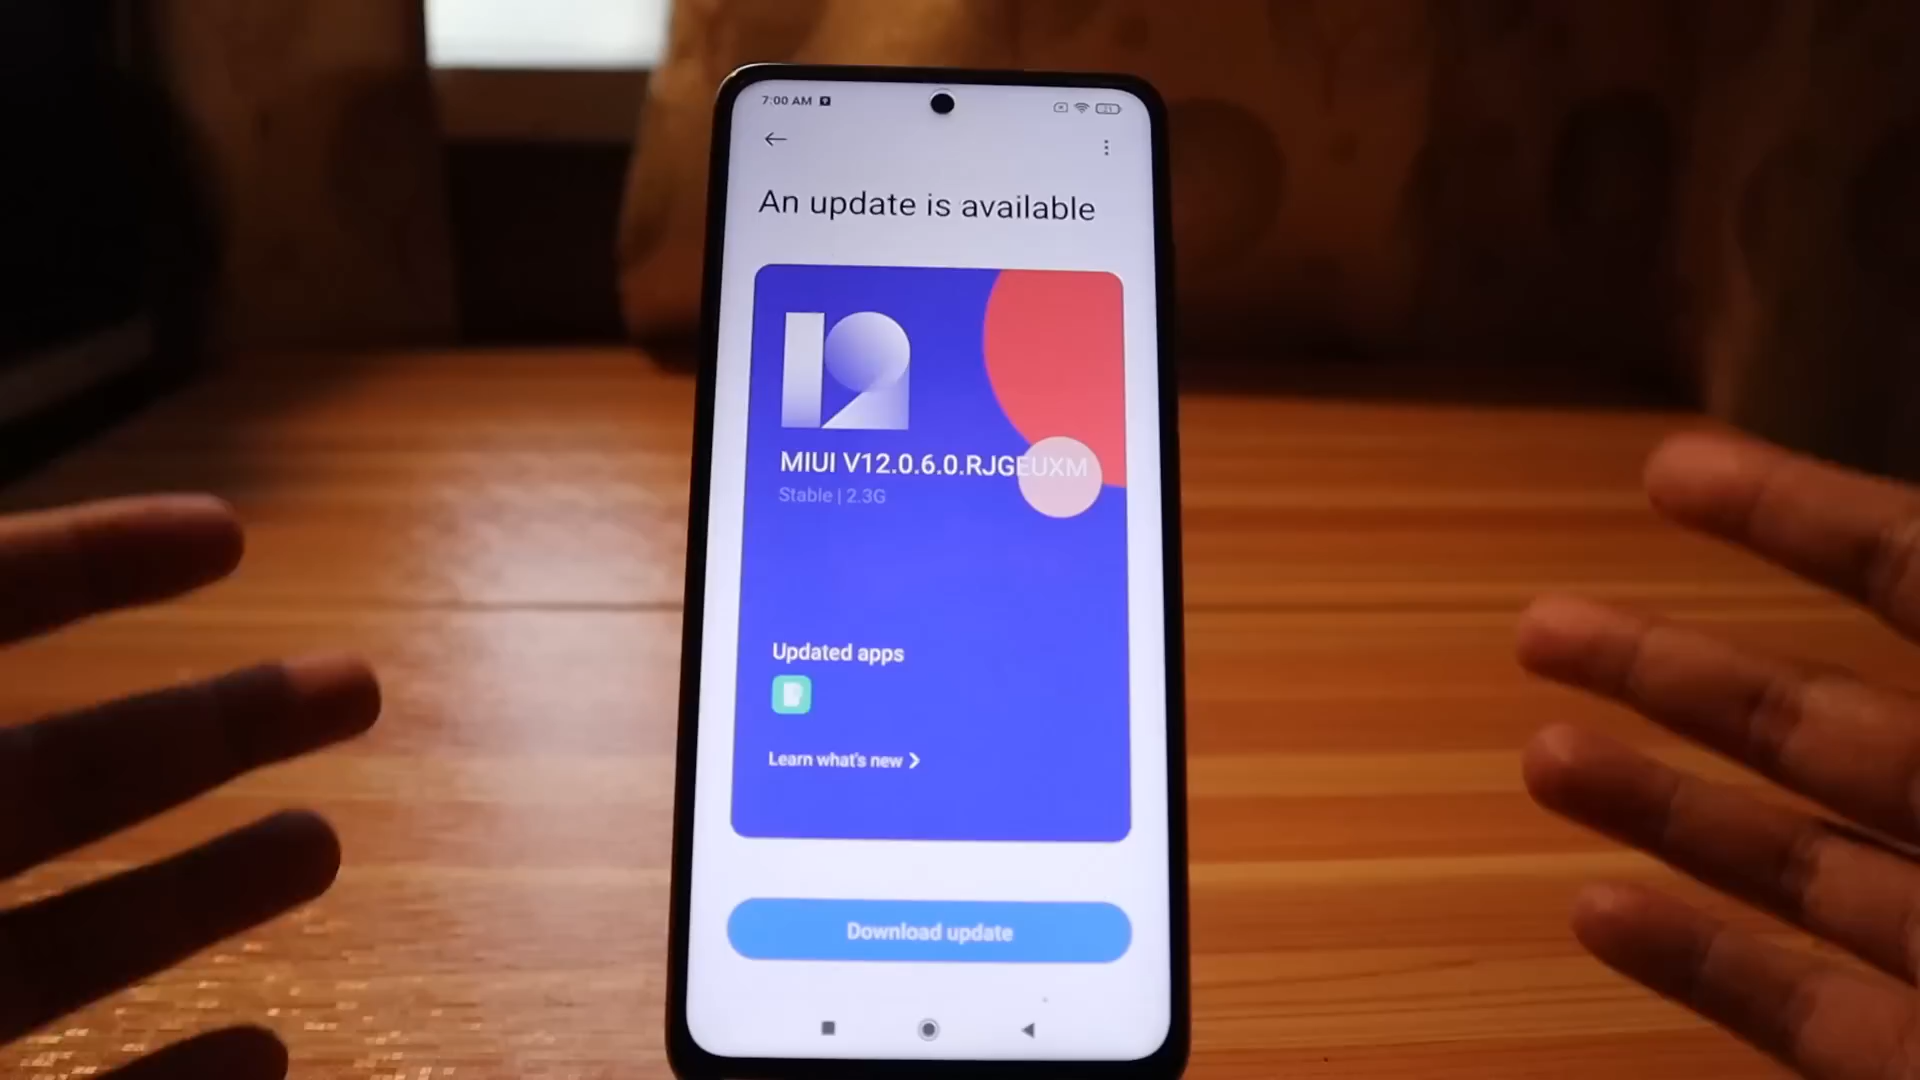 7:00 AM
An update is available
12
MIUI V12.0.6.0.RJGEUXM
Stable | 2.3G
Updated apps
Learn what's new
Download update